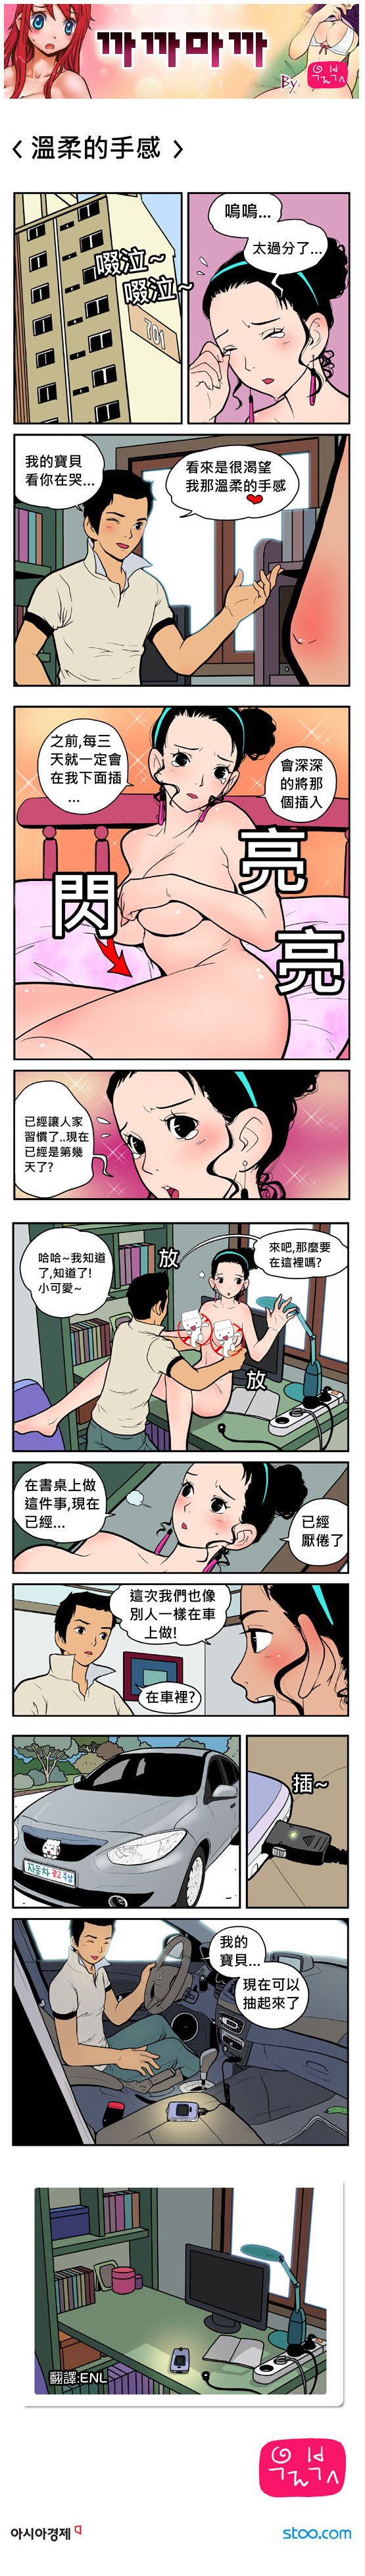 까까마까
By.
〈 溫柔的手感 〉
啜泣~
啜泣~
701
嗚嗚...
太過分了...
我的寶貝
看你在哭...
看來是很渴望
我那溫柔的手感
之前,每三
天就一定會
在我下面插
...
會深深
的將那
個插入
閃
亮
亮
已經讓人家
習慣了..現在
已經是第幾
天了?
哈哈~我知道
了,知道了!
小可愛~
放
來吧,那麼要
在這裡嗎?
放
在書桌上做
這件事,現在
已經...
已經
厭倦了
這次我們也像
別人一樣在車
上做!
在車裡?
자동차
插~
我的
寶貝...
現在可以
抽起來了
翻譯:ENL
아시아경제
stoo.com